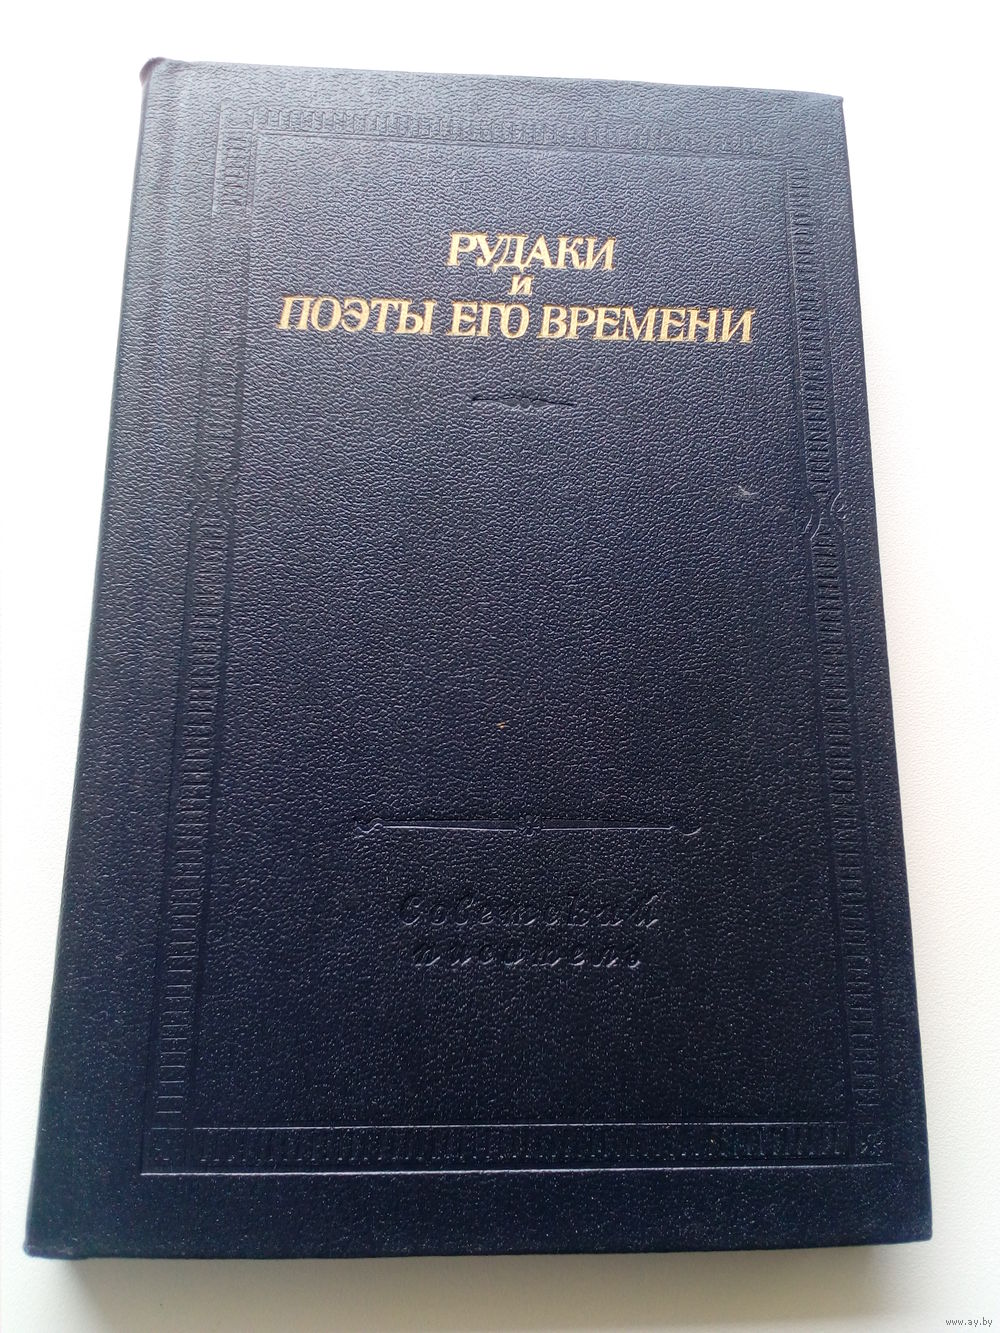 РУДАКИ
и
ПОЭТЫ ЕГО ВРЕМЕНИ
Советский
писатель
www.ay.by